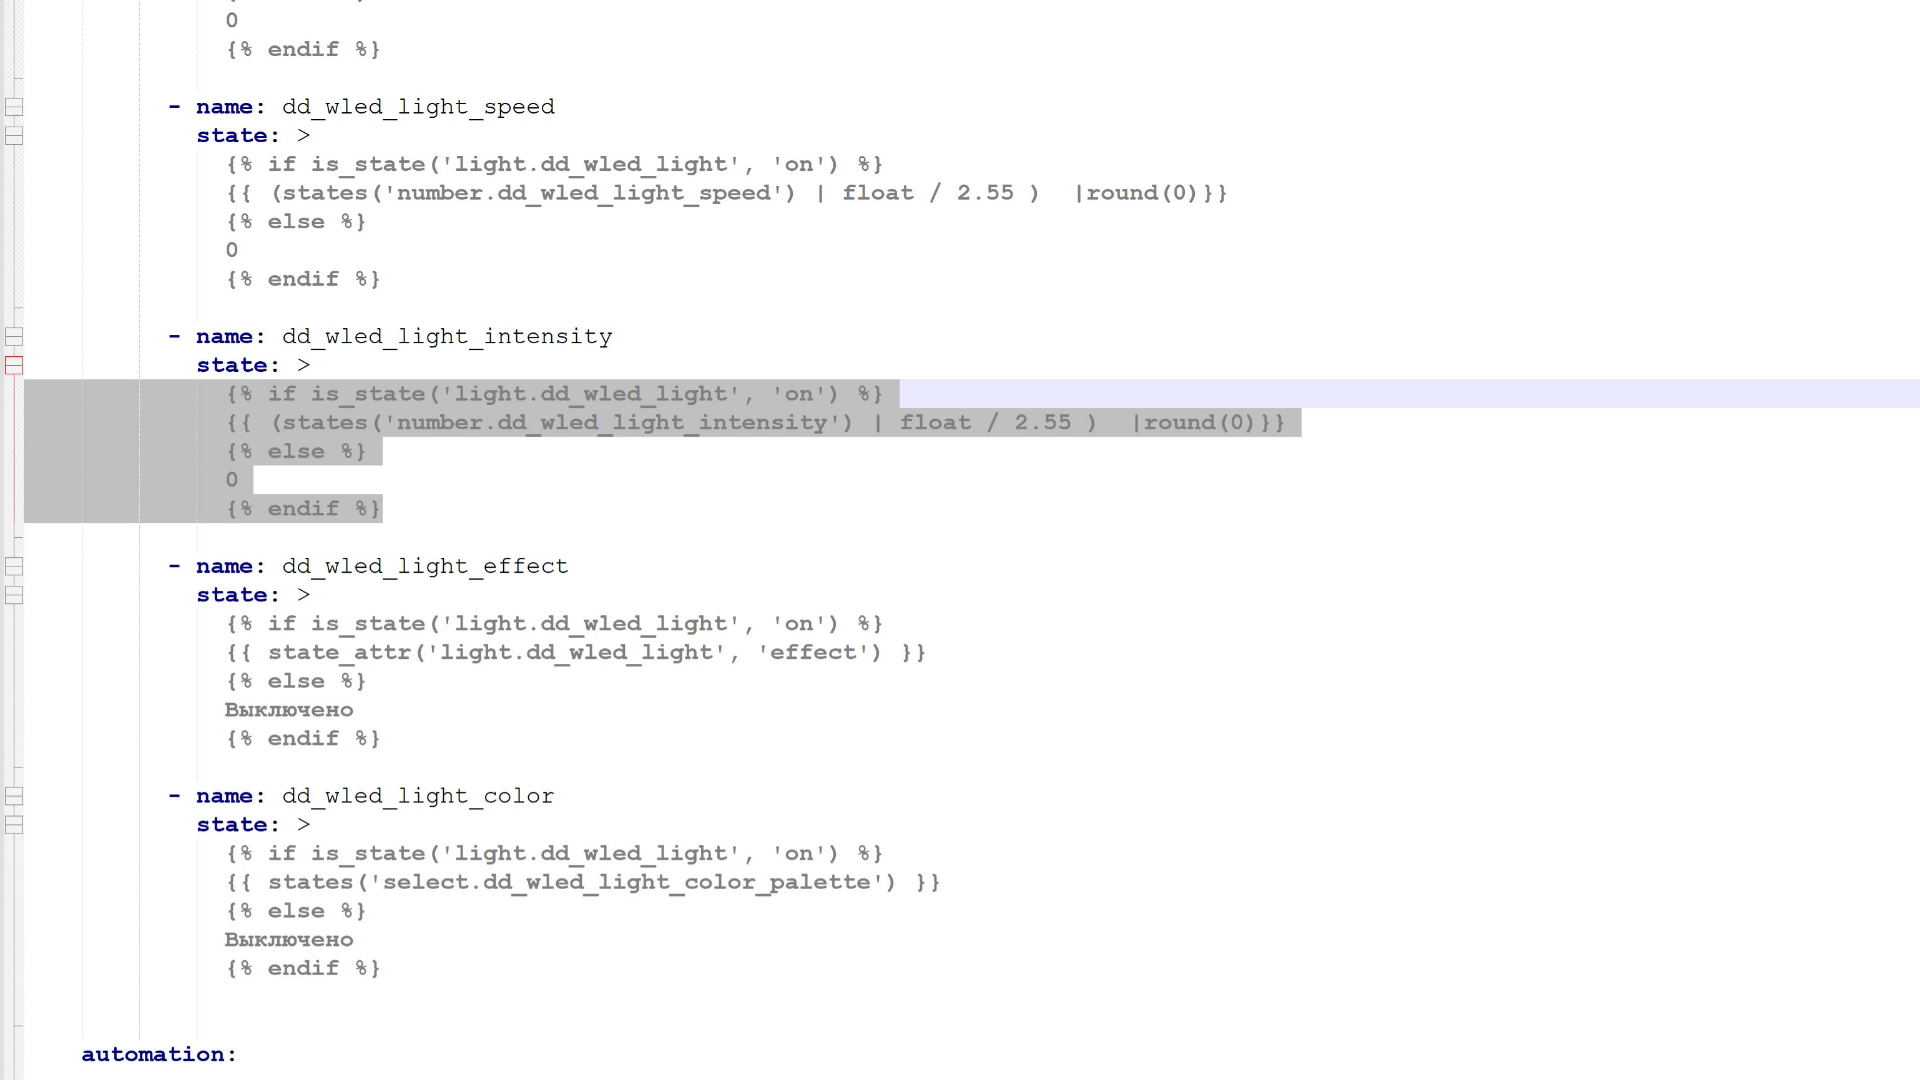 0
{% endif %}
- name: dd_wled_light_speed
state: >
{% if is_state('light.dd_wled_light', 'on') %}
{{ (states('number.dd_wled_light_speed') | float / 2.55 )  |round(0)}}
{% else %}
0
{% endif %}
- name: dd_wled_light_intensity
state: >
{% if is_state('light.dd_wled_light', 'on') %}
{{ (states('number.dd_wled_light_intensity') | float / 2.55 )  |round(0)}}
{% else %}
0
{% endif %}
- name: dd_wled_light_effect
state: >
{% if is_state('light.dd_wled_light', 'on') %}
{{ state_attr('light.dd_wled_light', 'effect') }}
{% else %}
Выключено
{% endif %}
- name: dd_wled_light_color
state: >
{% if is_state('light.dd_wled_light', 'on') %}
{{ states('select.dd_wled_light_color_palette') }}
{% else %}
Выключено
{% endif %}
automation: